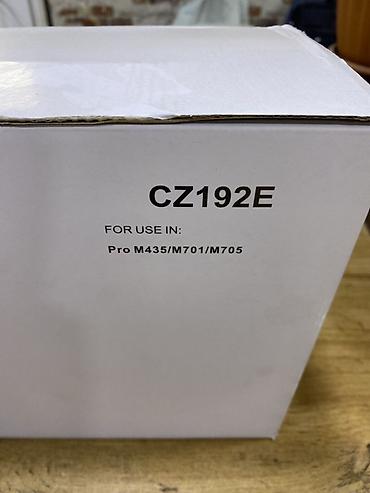 CZ192E
FOR USE IN:
Pro M435/M701/M705